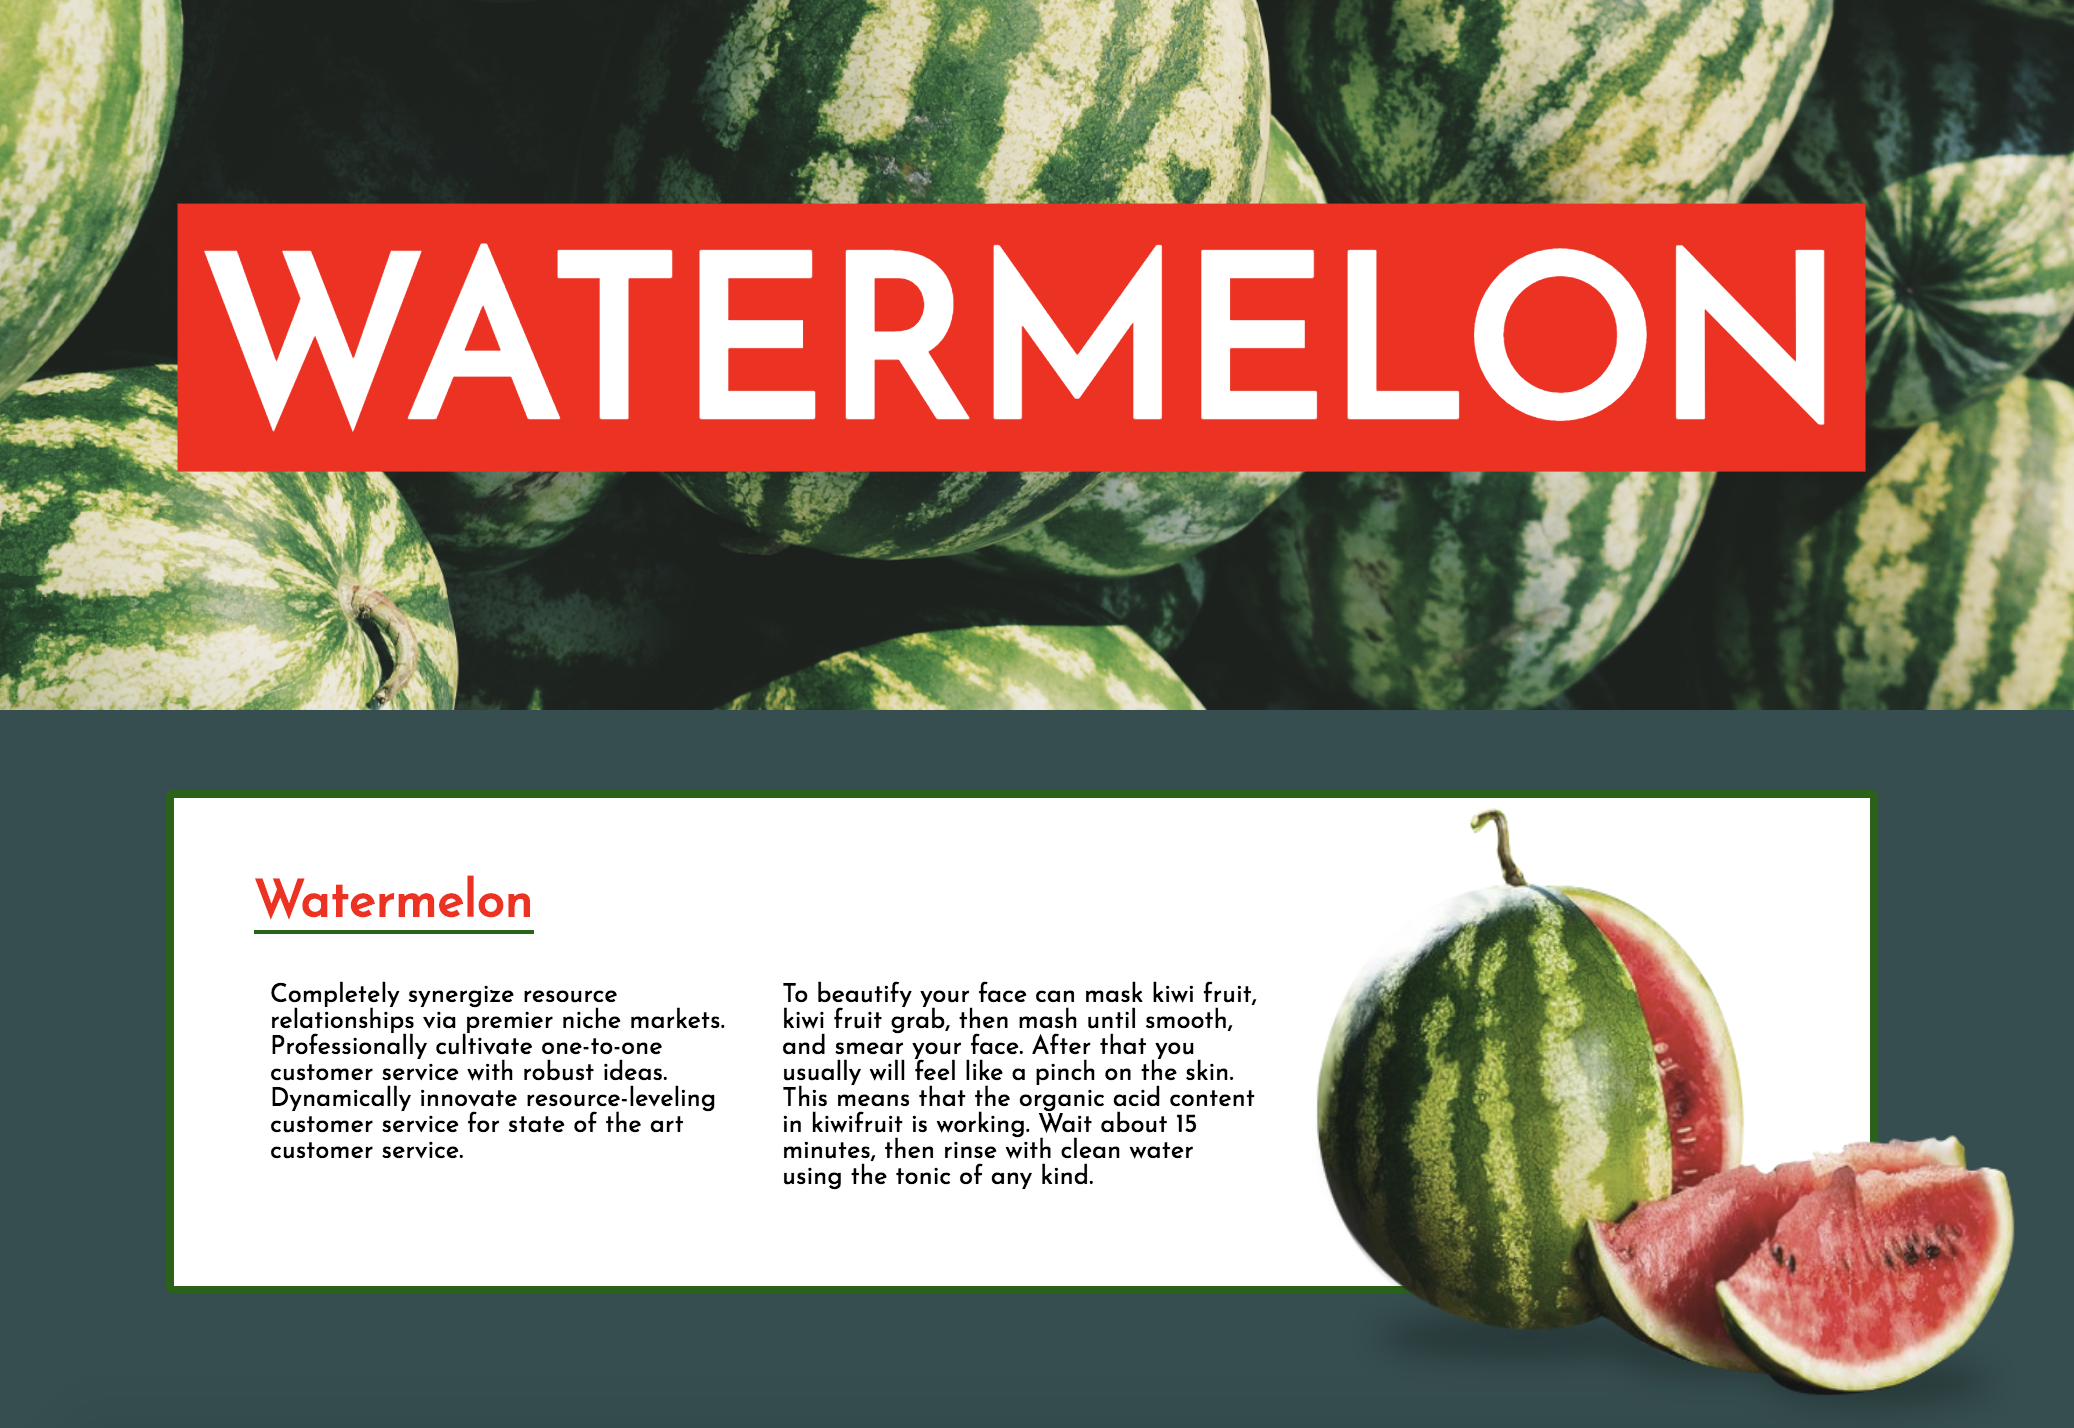 WATERMELON
Watermelon
Completely synergize resource
relationships via premier niche markets.
Professionally cultivate one-to-one
customer service with robust ideas.
Dynamically innovate resource-leveling
customer service for state of the art
customer service.
To beautify your face can mask kiwi fruit,
kiwi fruit grab, then mash until smooth,
and smear your face. After that you
usually will feel like a pinch on the skin.
This means that the organic acid content
in kiwifruit is working. Wait about 15
minutes, then rinse with clean water
using the tonic of any kind.